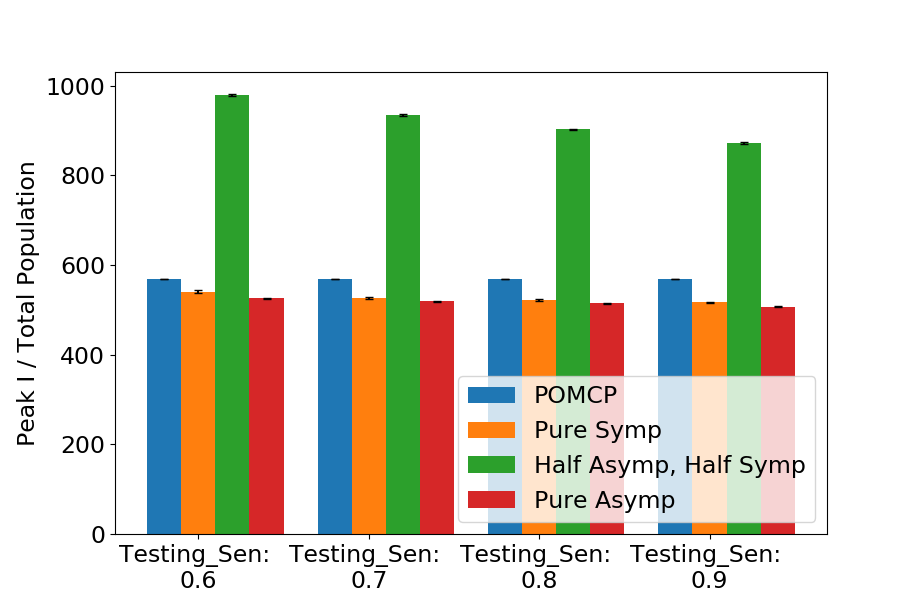 1000
800
600
400
200
0
Peak I / Total Population
POMCP
Pure Symp
Half Asymp, Half Symp
Pure Asymp
Testing_Sen:
0.6
Testing_Sen:
0.7
Testing_Sen:
0.8
Testing_Sen:
0.9